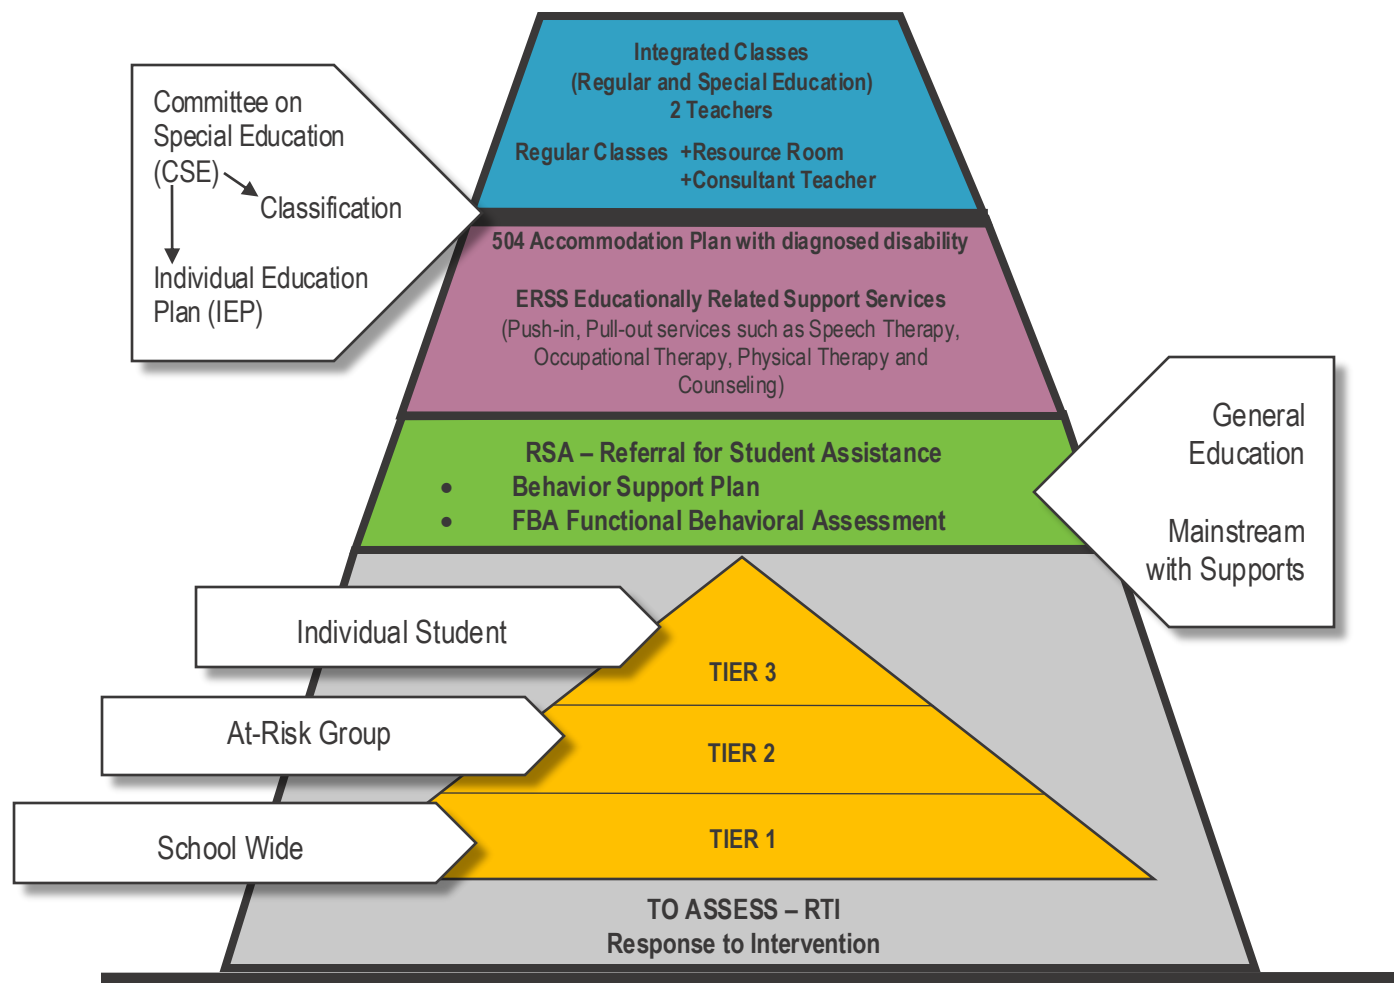 Integrated Classes
(Regular and Special Education)
2 Teachers
Regular Classes +Resource Room
+Consultant Teacher
Committee on
Special Education
(CSE)
Classification
Individual Education
Plan (IEP)
504 Accommodation Plan with diagnosed disability
ERSS Educationally Related Support Services
(Push-in, Pull-out services such as Speech Therapy,
Occupational Therapy, Physical Therapy and
Counseling)
General
Education
Mainstream
with Supports
RSA – Referral for Student Assistance
• Behavior Support Plan
• FBA Functional Behavioral Assessment
Individual Student
TIER 3
At-Risk Group
TIER 2
School Wide
TIER 1
TO ASSESS – RTI
Response to Intervention